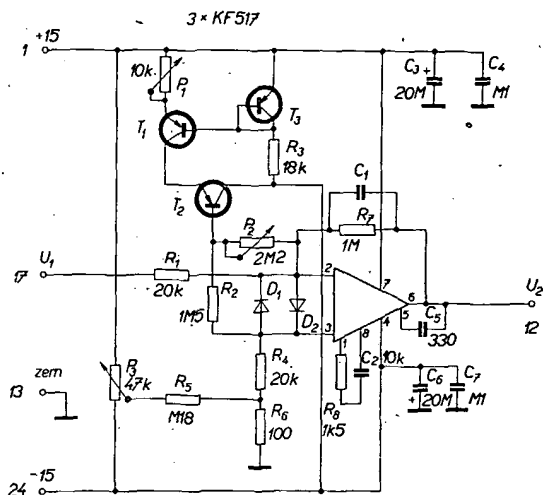 3 × KF517
1 +15
10k
P1
T1
T3
R3
18k
C3 +
20M
C4
M1
T2
C1
R7
1M
P2
2M2
U1
17
R1
20k
R2
1M5
D1
D2
2
3
7
6
4
5
1
8
U2
12
C5
330
zem
13
P3
47k
R5
M18
R4
20k
R6
100
R8
1k5
C2 10k
C6
20M
+
C7
M1
24 -15